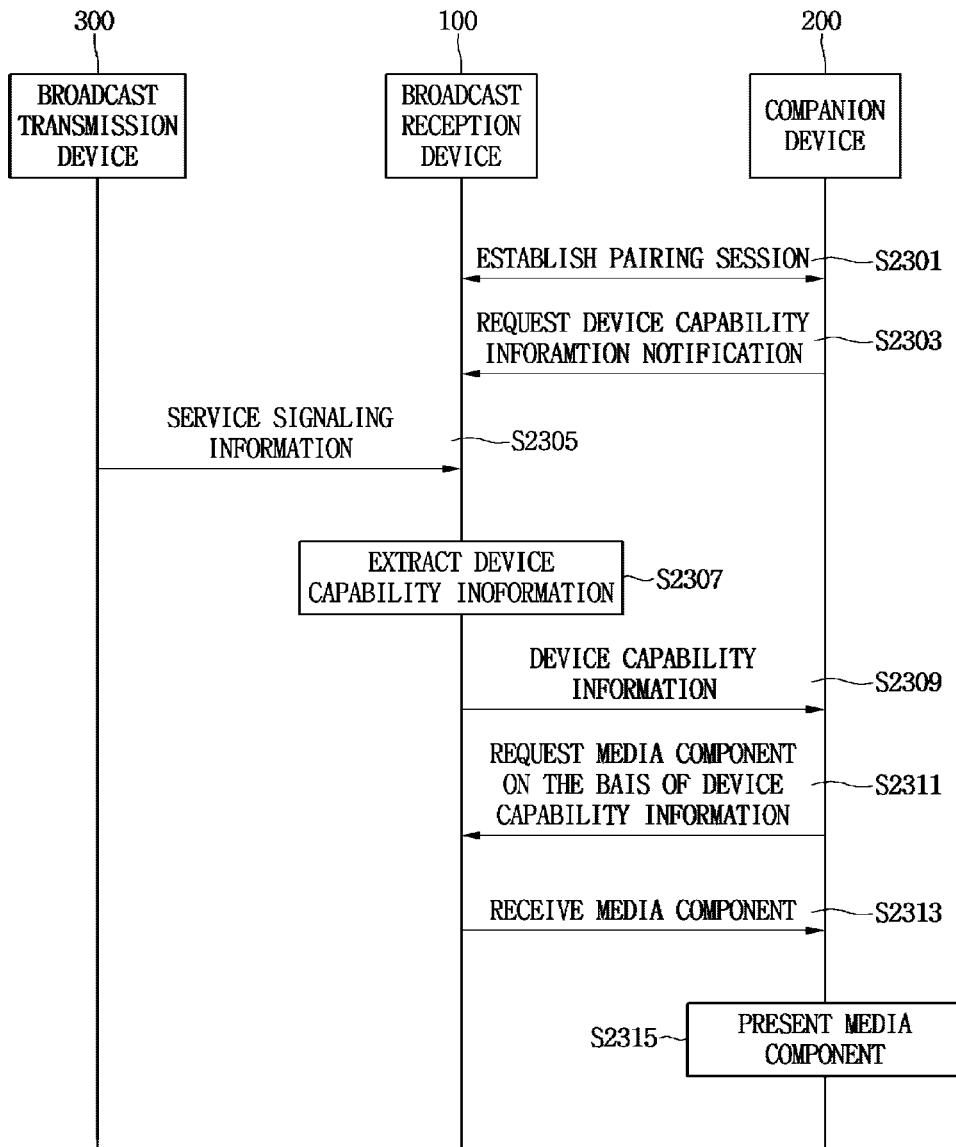 300
100
200
BROADCAST
TRANSMISSION
DEVICE
BROADCAST
RECEPTION
DEVICE
COMPANION
DEVICE
ESTABLISH PAIRING SESSION
S2301
REQUEST DEVICE CAPABILITY
INFORAMTION NOTIFICATION
S2303
SERVICE SIGNALING
INFORMATION
S2305
EXTRACT DEVICE
CAPABILITY INOFORMATION
S2307
DEVICE CAPABILITY
INFORMATION
S2309
REQUEST MEDIA COMPONENT
ON THE BAIS OF DEVICE
CAPABILITY INFORMATION
S2311
RECEIVE MEDIA COMPONENT
S2313
S2315
PRESENT MEDIA
COMPONENT